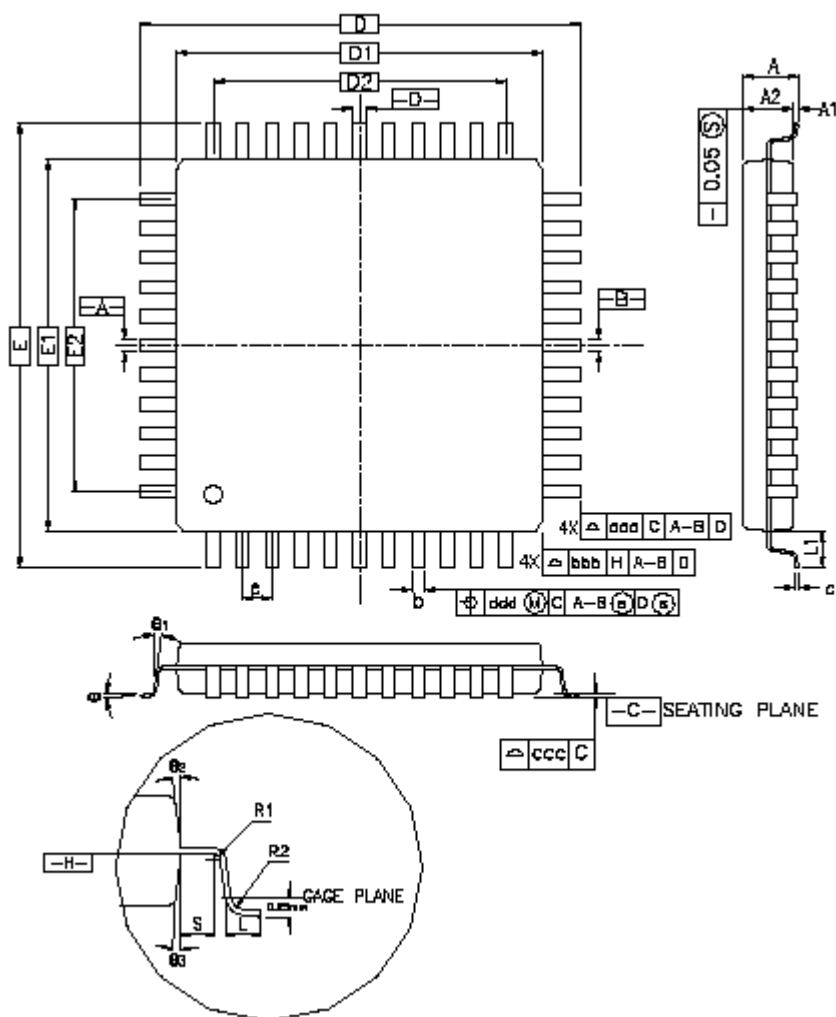 D
D1
D2
-D-
A
A2
A1
0.05 S
E
E1
E2
-A-
-B-
4X C A-B D
4X bbb H A-B D
L1
c
e
b
ddd M C A-B S D S
θ1
θ
-C- SEATING PLANE
ccc C
θ2
R1
-H-
R2
GAGE PLANE
S
L
θ3